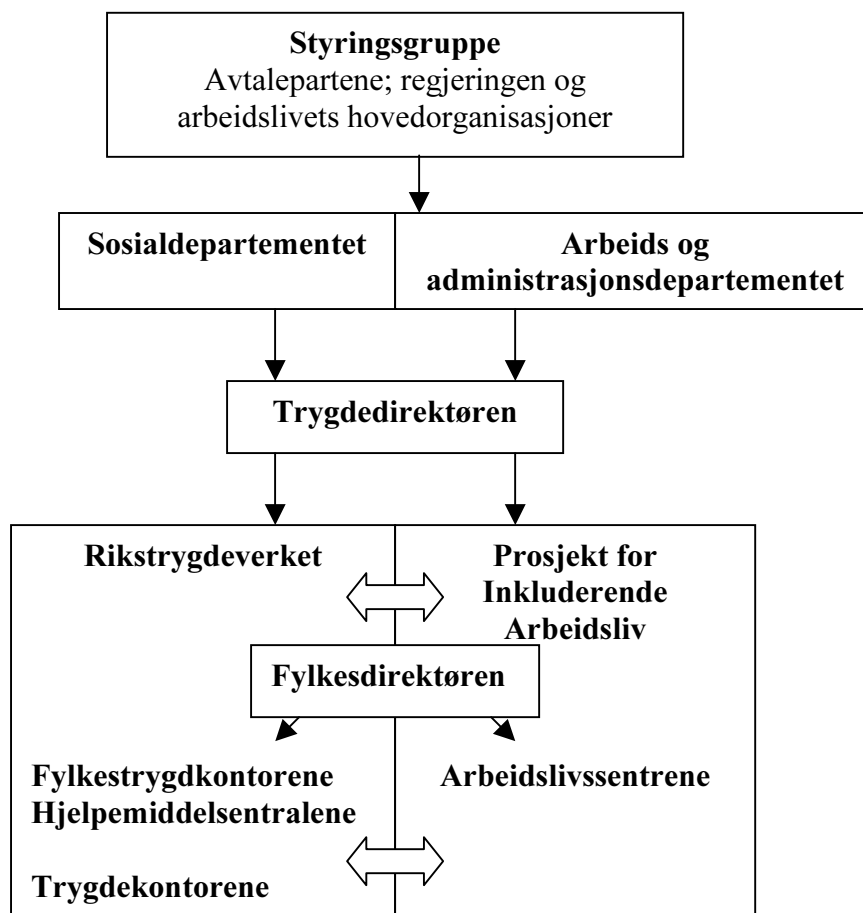 Styringsgruppe
Avtalepartene; regjeringen og
arbeidslivets hovedorganisasjoner
Sosialdepartementet
Arbeids og
administrasjonsdepartementet
Trygdedirektøren
Rikstrygdeverket
Prosjekt for
Inkluderende
Arbeidsliv
Fylkesdirektøren
Fylkestrygdkontorene
Hjelpemiddelsentralene
Arbeidslivssentrene
Trygdekontorene